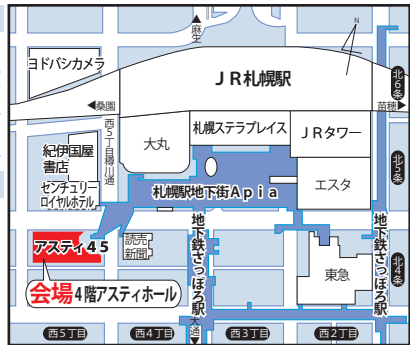 ▲麻生
N
ヨドバシカメラ
JR札幌駅
北6条
◀桑園
苗穂▶
西5丁目樽川通
大丸
札幌ステラプレイス
JRタワー
紀伊国屋
書店
センチュリー
ロイヤルホテル
札幌駅地下街Apia
エスタ
北5条
アスティ45
読売
新聞
地下鉄さっぽろ駅
東急
地下鉄さっぽろ駅
北4条
会場4階アスティホール
西5丁目
西4丁目
大通▼
西3丁目
西2丁目